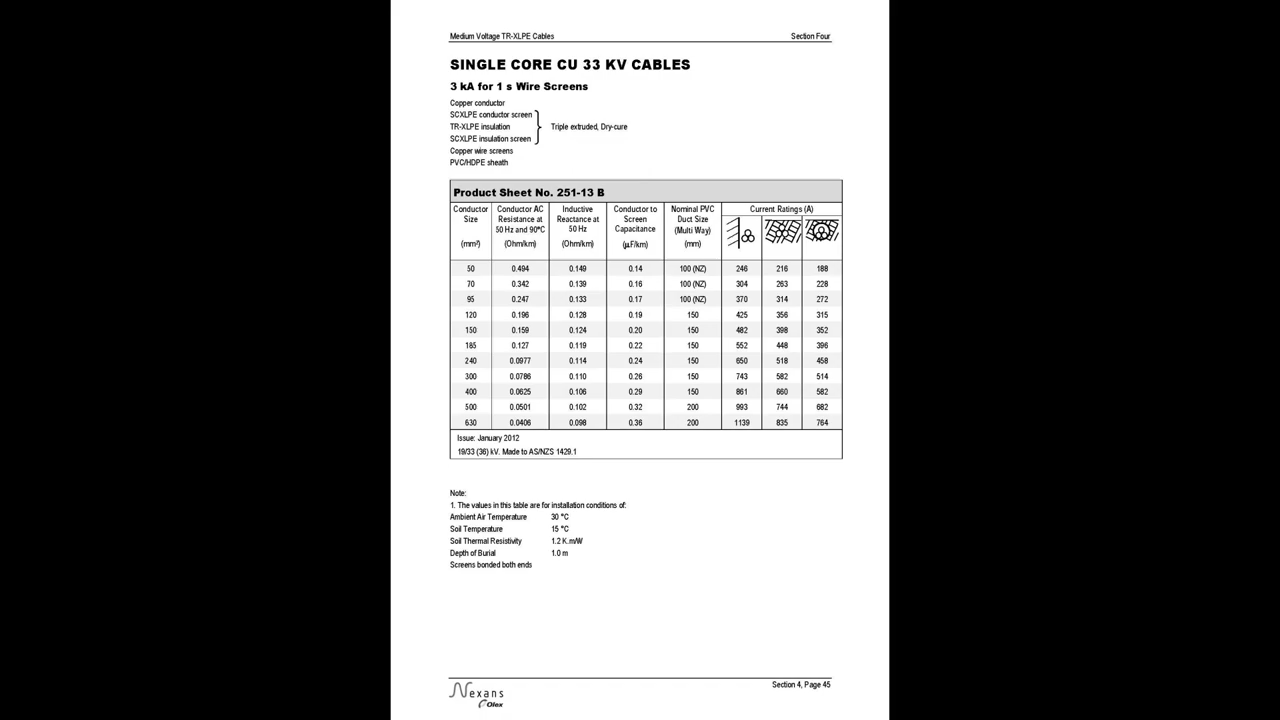 Medium Voltage TR-XLPE Cables Section Four
SINGLE CORE CU 33 KV CABLES
3 kA for 1 s Wire Screens
Copper conductor
SCXLPE conductor screen
TR-XLPE insulation Triple extruded, Dry-cure
SCXLPE insulation screen
Copper wire screens
PVC/HDPE sheath
Product Sheet No. 251-13 B
Conductor Conductor AC Inductive Conductor to Nominal PVC Current Ratings (A)
Size Resistance at Reactance at Screen Duct Size
50 Hz and 90°C 50 Hz Capacitance (Multi Way)
(mm²) (Ohm/km) (Ohm/km) (μF/km) (mm)
50 0.494 0.149 0.14 100 (NZ) 246 216 188
70 0.342 0.139 0.16 100 (NZ) 304 263 228
95 0.247 0.133 0.17 100 (NZ) 370 314 272
120 0.196 0.128 0.19 150 425 356 315
150 0.159 0.124 0.20 150 482 398 352
185 0.127 0.119 0.22 150 552 448 396
240 0.0977 0.114 0.24 150 650 518 458
300 0.0786 0.110 0.26 150 743 582 514
400 0.0625 0.106 0.29 150 861 660 582
500 0.0501 0.102 0.32 200 993 744 682
630 0.0406 0.098 0.36 200 1139 835 764
Issue: January 2012
19/33 (36) kV. Made to AS/NZS 1429.1
Note:
1. The values in this table are for installation conditions of:
Ambient Air Temperature 30 °C
Soil Temperature 15 °C
Soil Thermal Resistivity 1.2 K.m/W
Depth of Burial 1.0 m
Screens bonded both ends
Nexans Section 4, Page 45
Olex